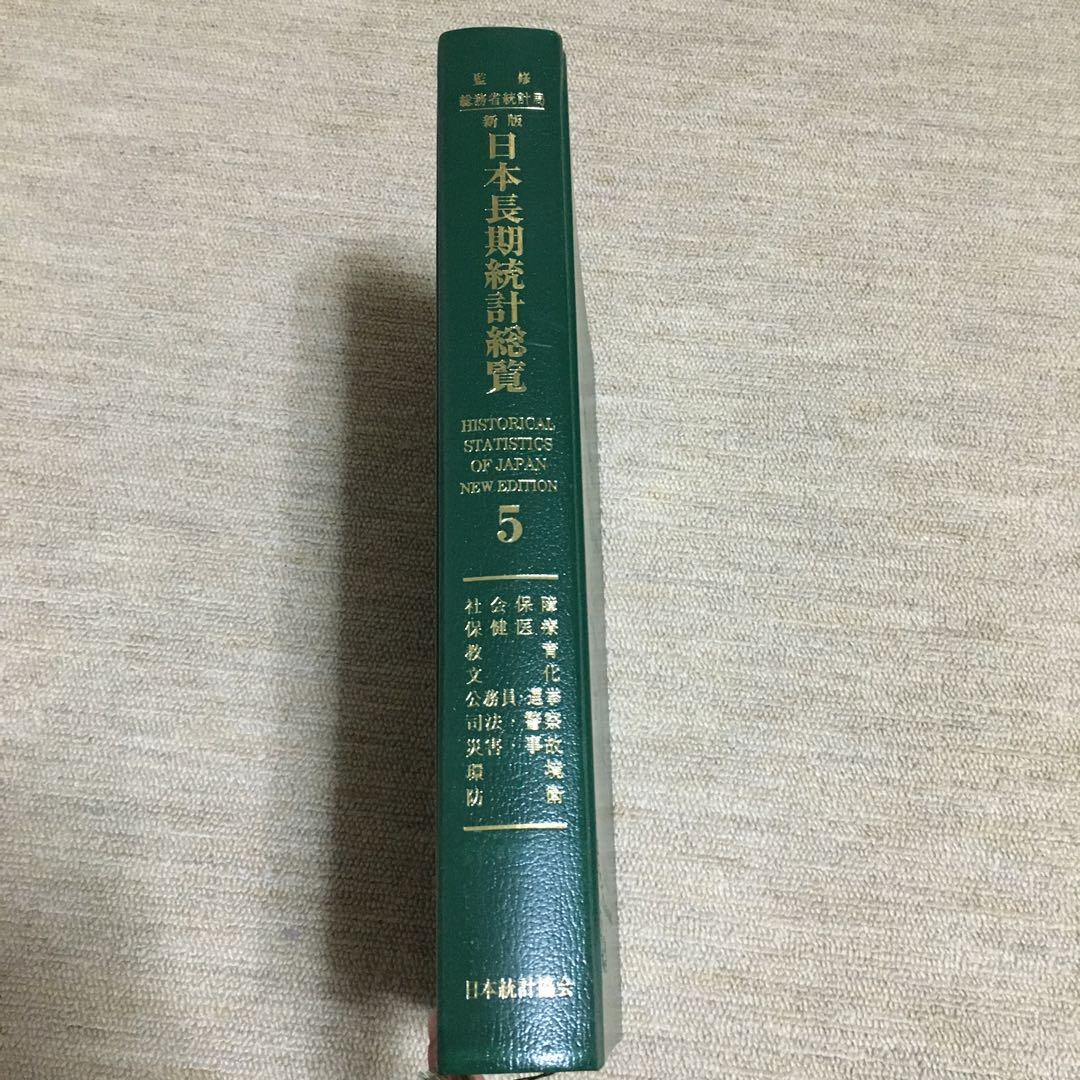 監修
総務省統計局
新版
日本長期統計総覧
HISTORICAL
STATISTICS
OF JAPAN
NEW EDITION
5
社会保障
保健医療
教育
文化
公務員・選挙
司法・警察
災害・事故
環境
防衛
日本統計協会